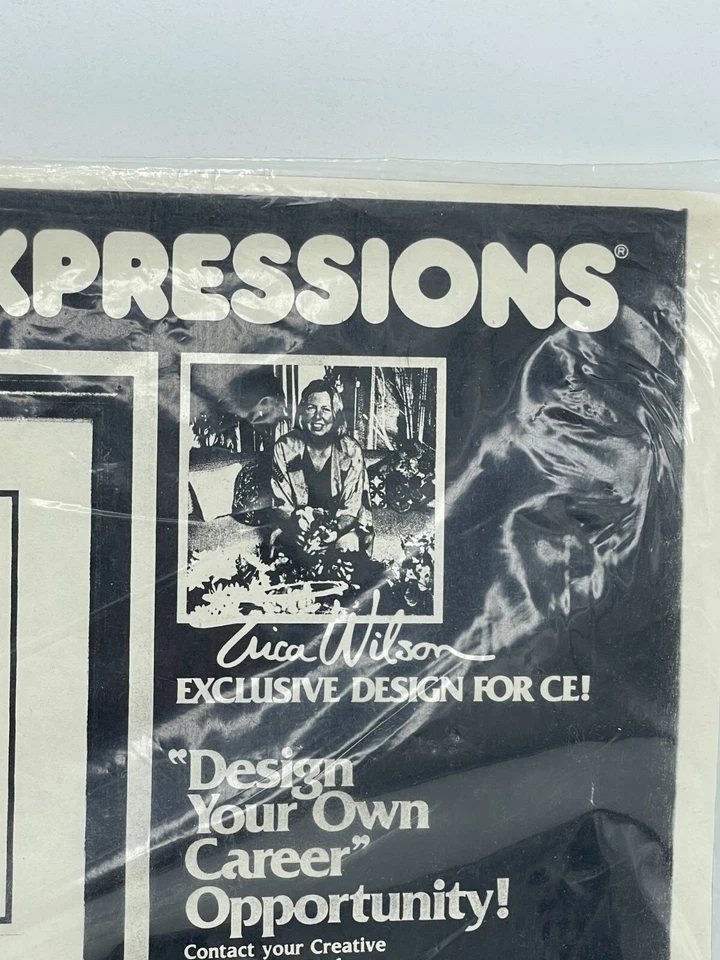 XPRESSIONS®
Erica Wilson
EXCLUSIVE DESIGN FOR CE!
"Design
Your Own
Career"
Opportunity!
Contact your Creative